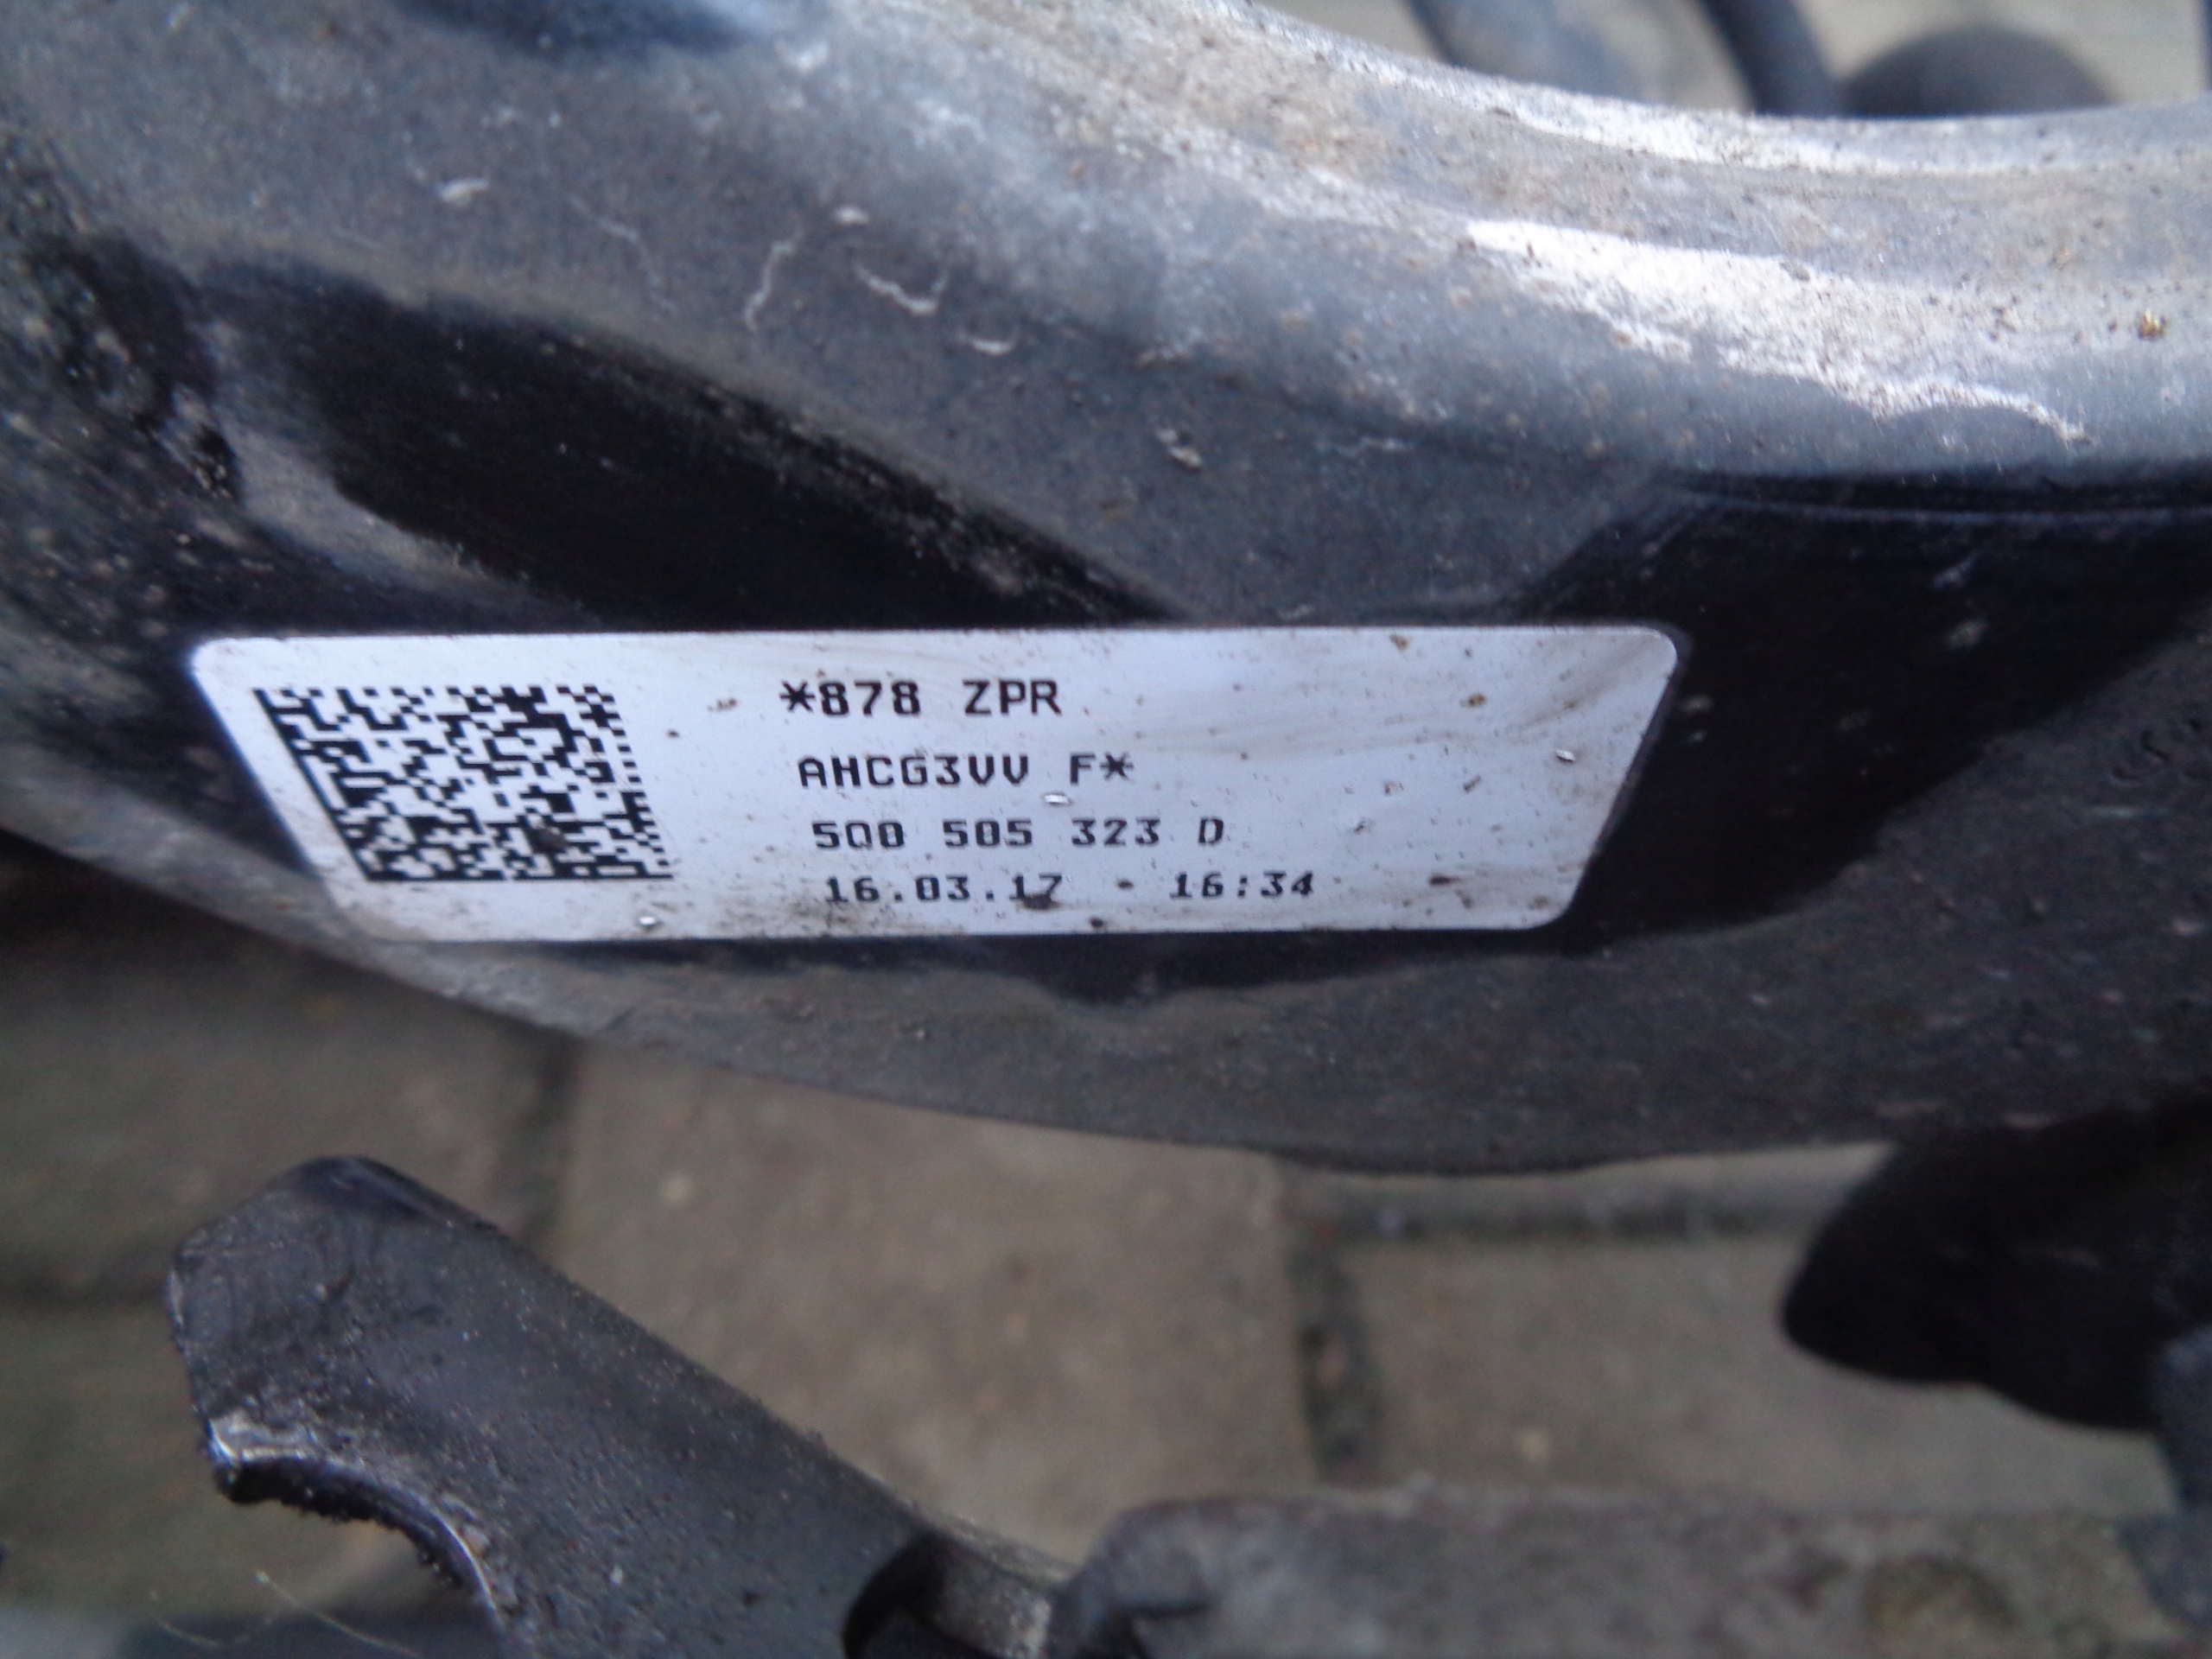 *878 ZPR
AHCG3VV F*
5Q0 505 323 D
16.03.17 - 16:34